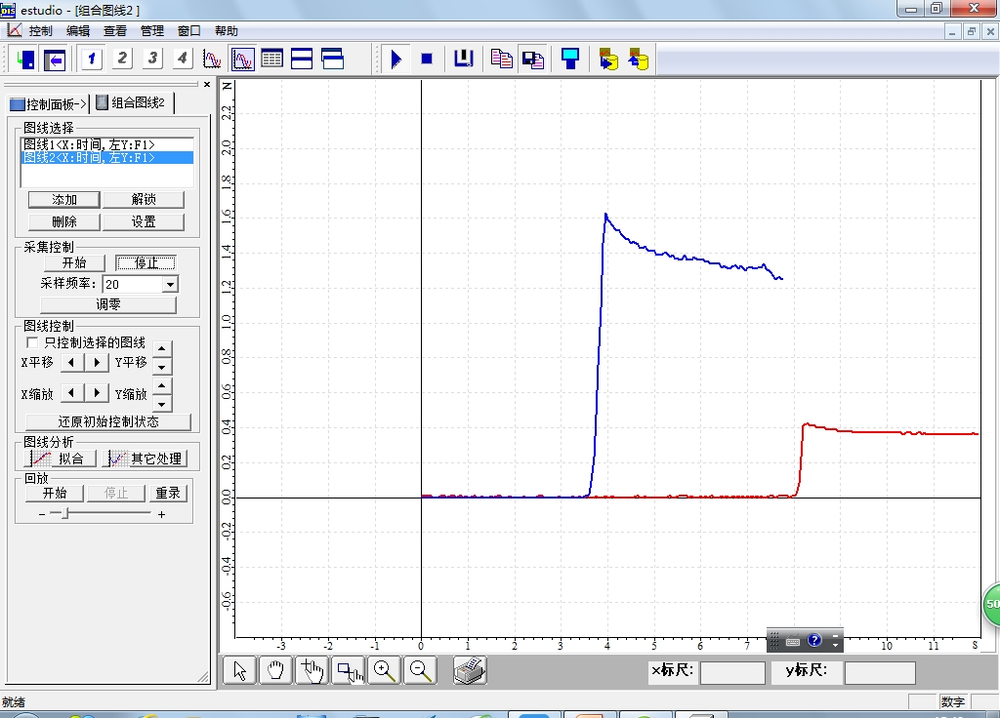 DIS estudio - [组合图线2 ]
控制 编辑 查看 管理 窗口 帮助
1 2 3 4
控制面板-> 组合图线2
图线选择
图线1<X:时间,左Y:F1>
图线2<X:时间,左Y:F1>
添加 解锁
删除 设置
采集控制
开始 停止
采样频率: 20
调零
图线控制
只控制选择的图线
X平移 Y平移
X缩放 Y缩放
还原初始控制状态
图线分析
拟合 其它处理
回放
开始 停止 重录
- +
N
2.2
2.0
1.8
1.6
1.4
1.2
1.0
0.8
0.6
0.4
0.2
0.0
-0.2
-0.4
-0.6
-3 -2 -1 0 1 2 3 4 5 6 7 10 11 S
50
x标尺: y标尺:
就绪 数字